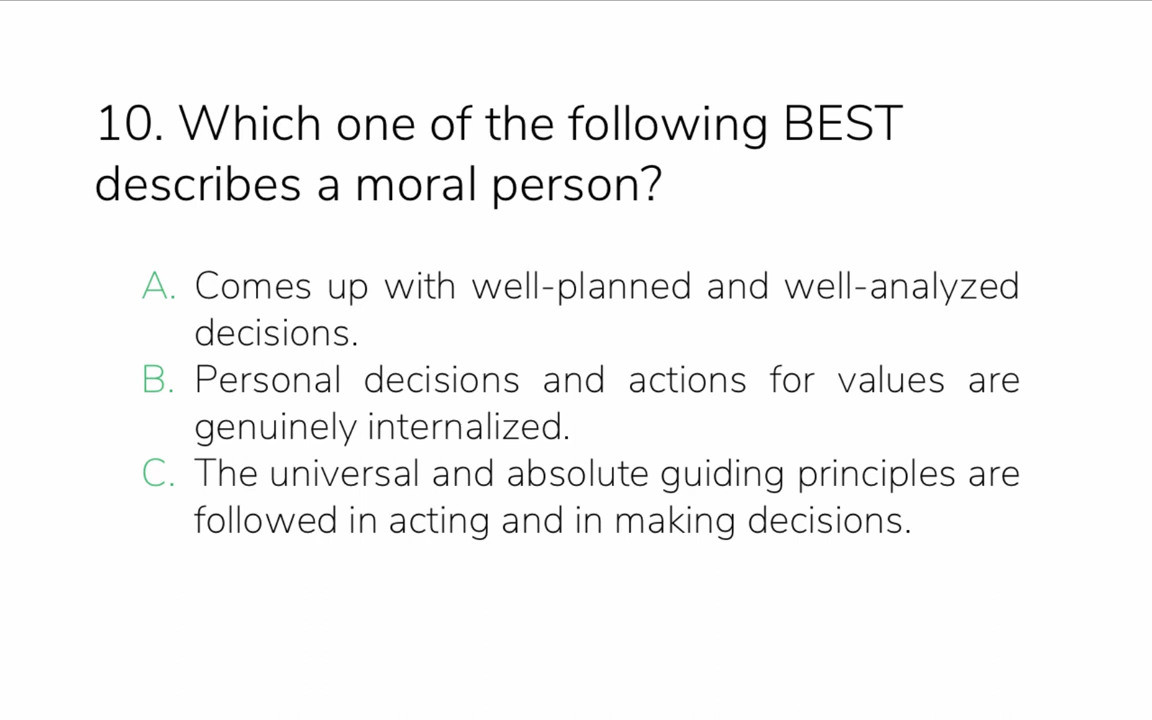 10. Which one of the following BEST
describes a moral person?
A. Comes up with well-planned and well-analyzed
decisions.
B. Personal decisions and actions for values are
genuinely internalized.
C. The universal and absolute guiding principles are
followed in acting and in making decisions.